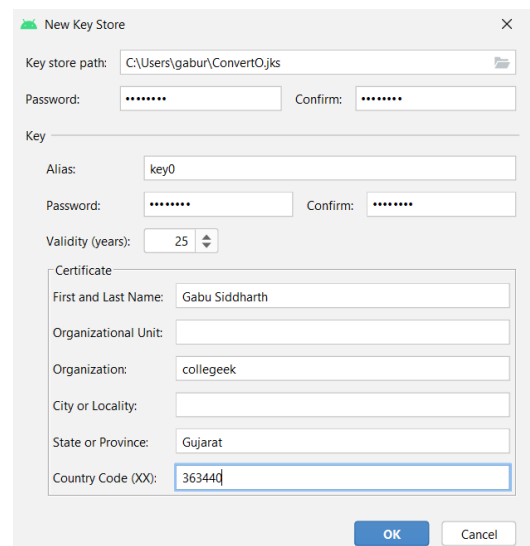 New Key Store
Key store path: C:\Users\gabur\ConvertO.jks
Password: •••••••• Confirm: ••••••••
Key
Alias: key0
Password: •••••••• Confirm: ••••••••
Validity (years): 25
Certificate
First and Last Name: Gabu Siddharth
Organizational Unit:
Organization: collegeek
City or Locality:
State or Province: Gujarat
Country Code (XX): 363440
OK Cancel